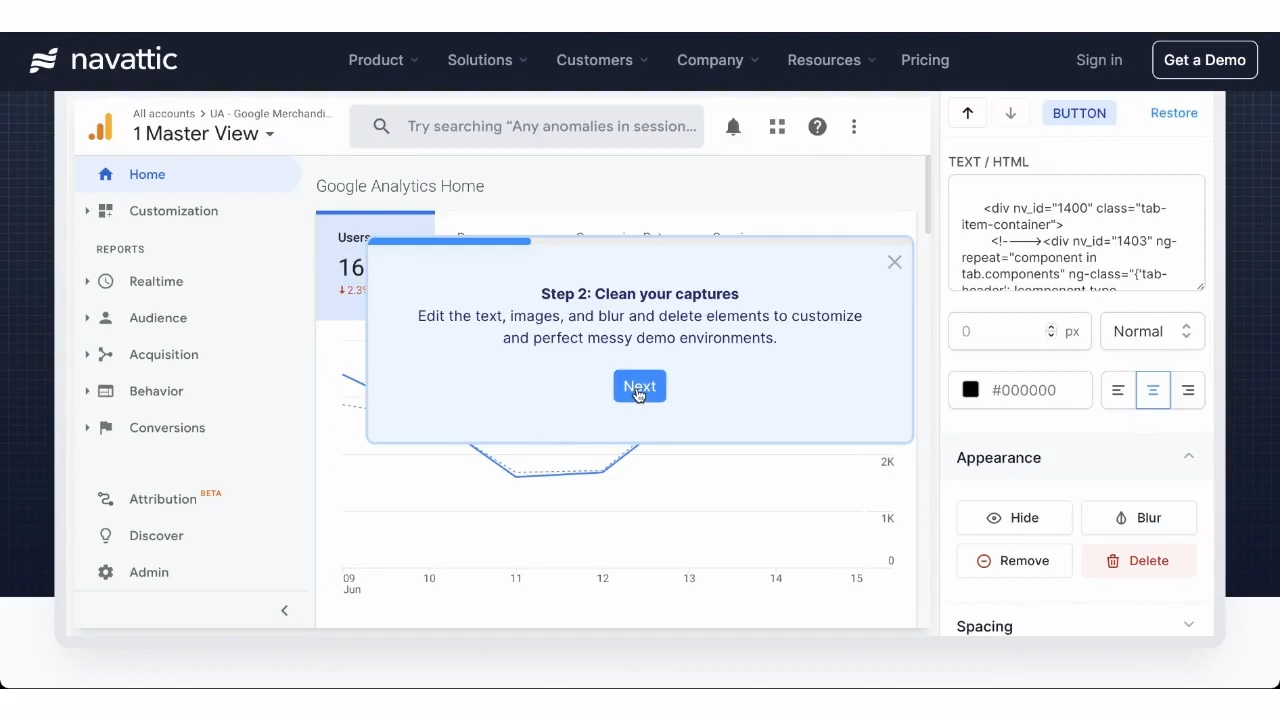 navattic
Product
Solutions
Customers
Company
Resources
Pricing
Sign in
Get a Demo
All accounts > UA - Google Merchandi...
1 Master View
Try searching “Any anomalies in session...
Home
Customization
REPORTS
Realtime
Audience
Acquisition
Behavior
Conversions
Attribution BETA
Discover
Admin
Google Analytics Home
Users
16
2.3%
Step 2: Clean your captures
Edit the text, images, and blur and delete elements to customize
and perfect messy demo environments.
Next
2K
1K
0
09
Jun
10
11
12
13
14
15
BUTTON
Restore
TEXT / HTML
<div nv_id="1400" class="tab-
item-container">
<!----><div nv_id="1403" ng-
repeat="component in
tab.components" ng-class="{'tab-
header': !component.type
0
px
Normal
#000000
Appearance
Hide
Blur
Remove
Delete
Spacing